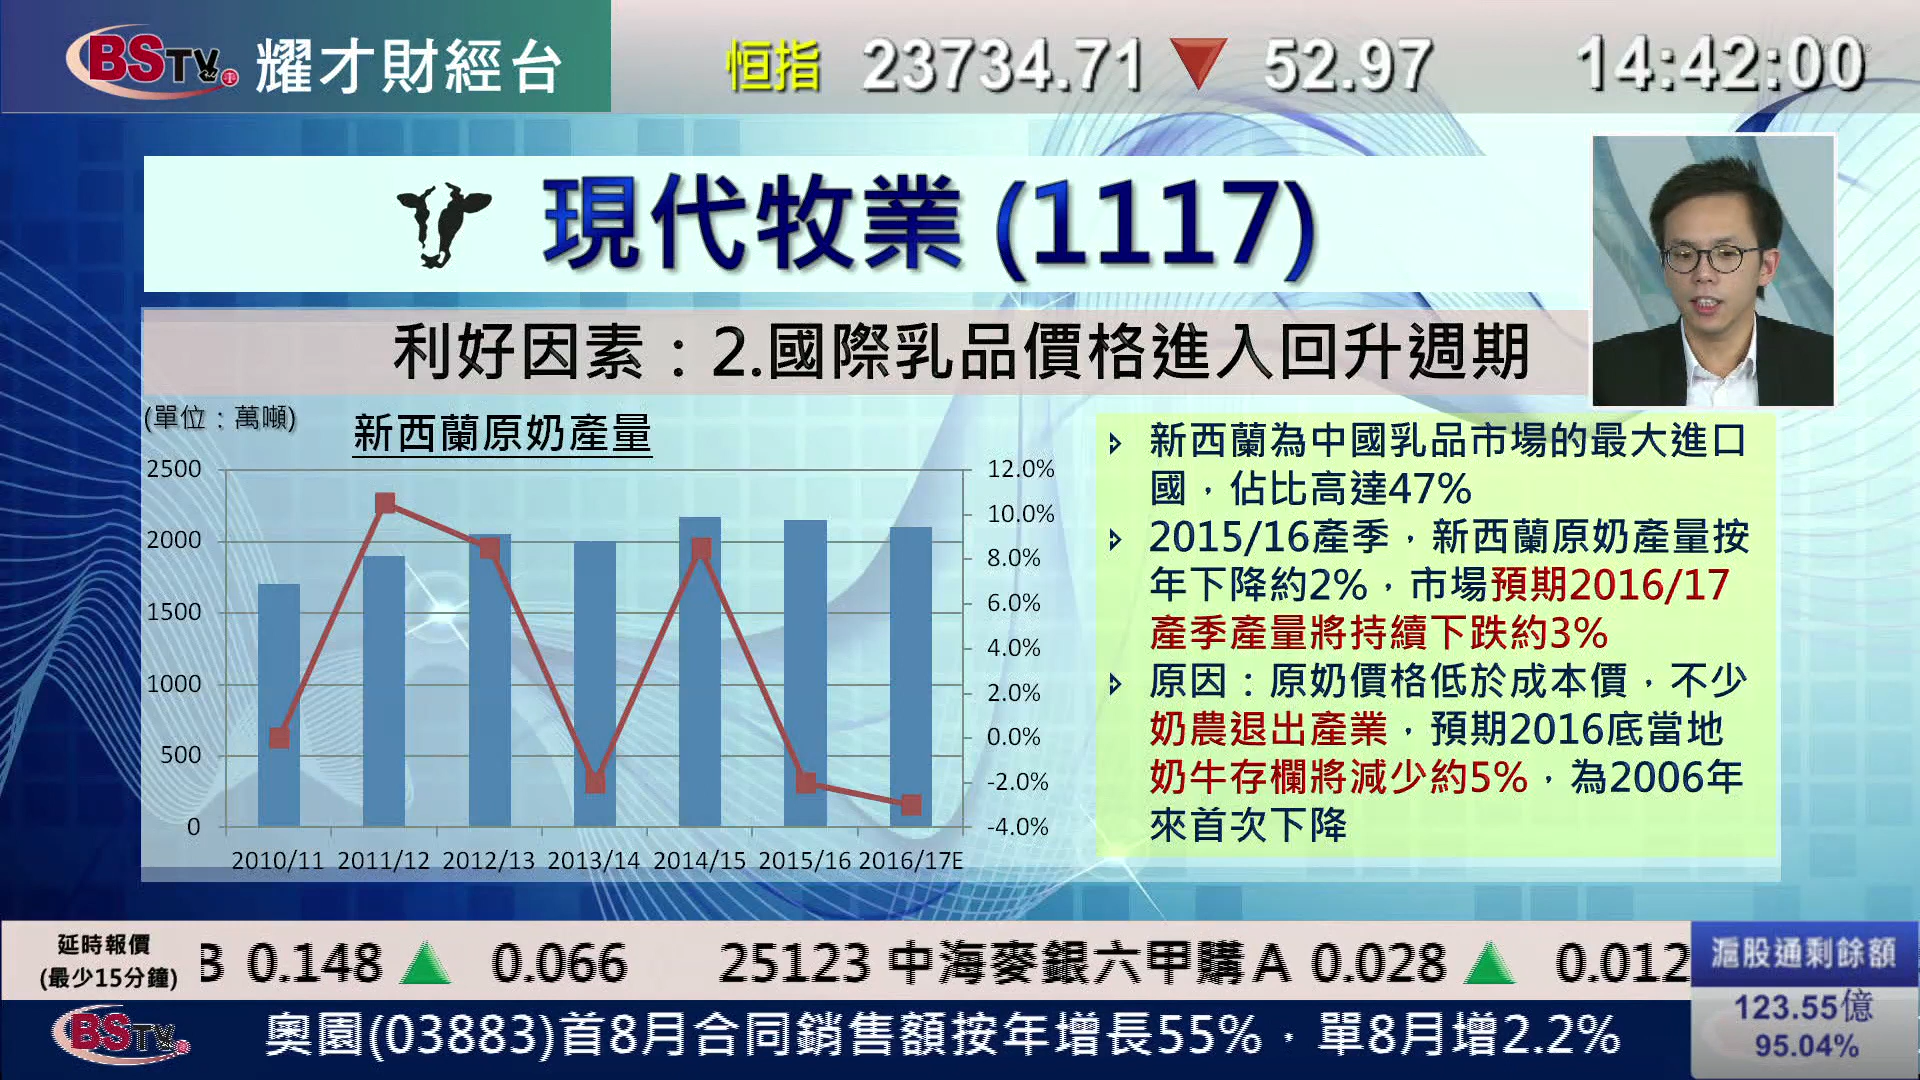 BSTV 耀才財經台
恒指 23734.71 ▼ 52.97
14:42:00
現代牧業 (1117)
利好因素：2.國際乳品價格進入回升週期
(單位：萬噸)
新西蘭原奶產量
2500
2000
1500
1000
500
0
12.0%
10.0%
8.0%
6.0%
4.0%
2.0%
0.0%
-2.0%
-4.0%
2010/11 2011/12 2012/13 2013/14 2014/15 2015/16 2016/17E
新西蘭為中國乳品市場的最大進口
國，佔比高達47%
2015/16產季，新西蘭原奶產量按
年下降約2%，市場預期2016/17
產季產量將持續下跌約3%
原因：原奶價格低於成本價，不少
奶農退出產業，預期2016底當地
奶牛存欄將減少約5%，為2006年
來首次下降
延時報價
(最少15分鐘)
B 0.148 ▲ 0.066 25123 中海麥銀六甲購A 0.028 ▲ 0.012
滬股通剩餘額
123.55億
95.04%
BSTV
奧園(03883)首8月合同銷售額按年增長55%，單8月增2.2%